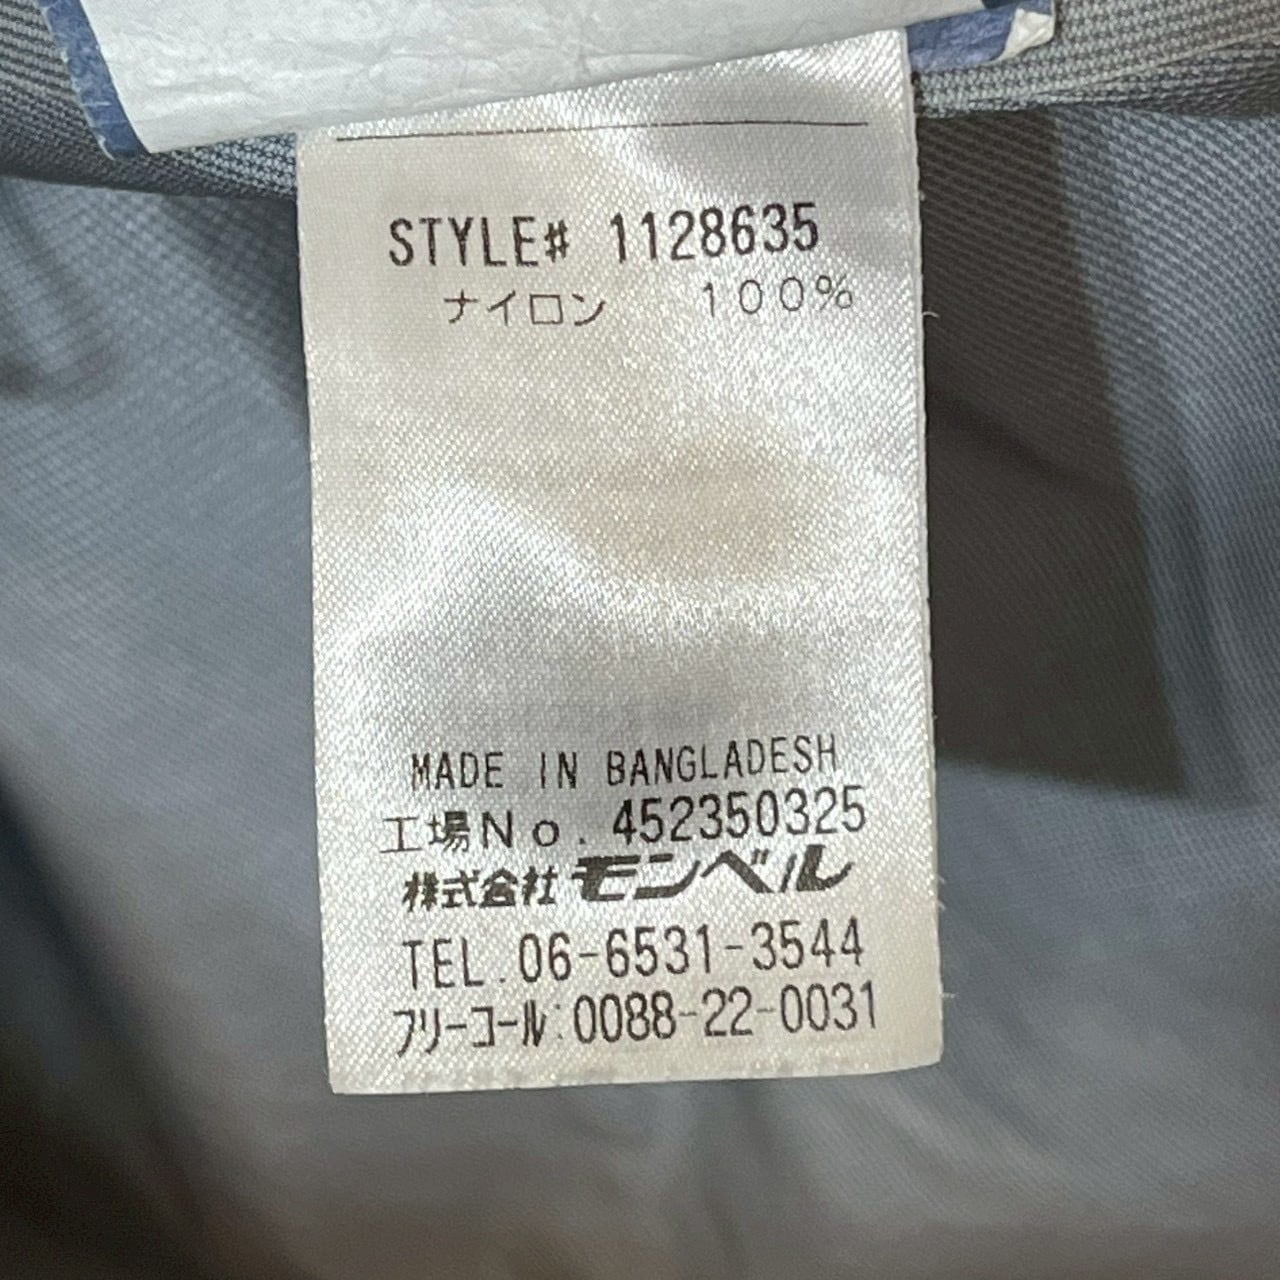 STYLE# 1128635
ナイロン 100%
MADE IN BANGLADESH
工場No. 452350325
株式会社モンベル
TEL.06-6531-3544
フリーコール:0088-22-0031